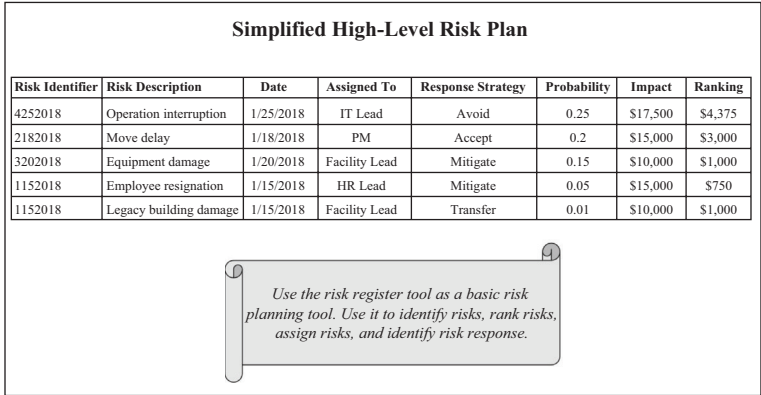 Simplified High-Level Risk Plan
Risk Identifier Risk Description Date Assigned To Response Strategy Probability Impact Ranking
4252018 Operation interruption 1/25/2018 IT Lead Avoid 0.25 $17,500 $4,375
2182018 Move delay 1/18/2018 PM Accept 0.2 $15,000 $3,000
3202018 Equipment damage 1/20/2018 Facility Lead Mitigate 0.15 $10,000 $1,000
1152018 Employee resignation 1/15/2018 HR Lead Mitigate 0.05 $15,000 $750
1152018 Legacy building damage 1/15/2018 Facility Lead Transfer 0.01 $10,000 $1,000
Use the risk register tool as a basic risk
planning tool. Use it to identify risks, rank risks,
assign risks, and identify risk response.